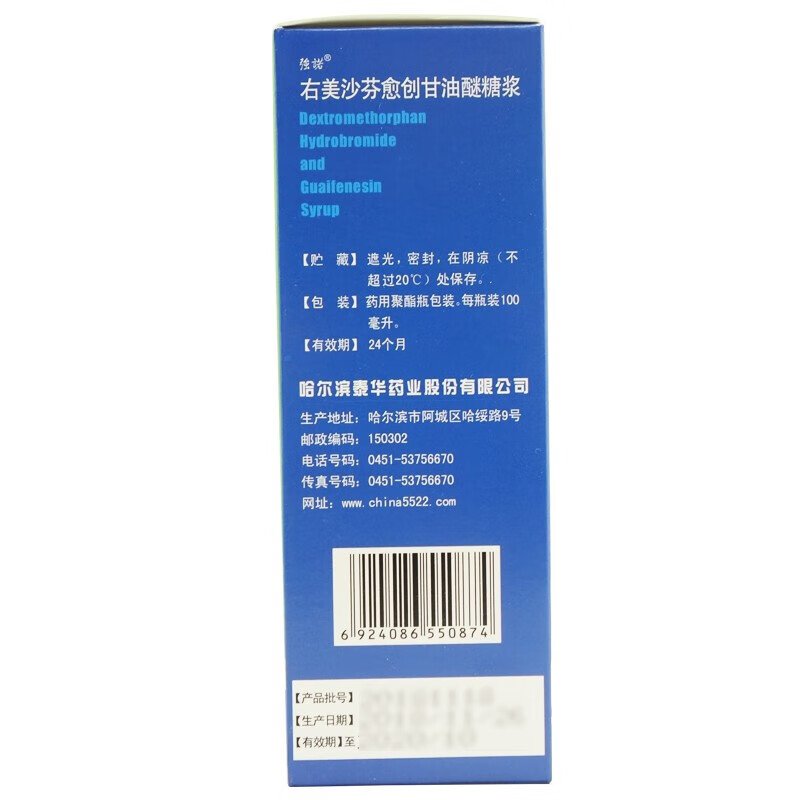 強諾®
右美沙芬愈创甘油醚糖浆
Dextromethorphan
Hydrobromide
and
Guaifenesin
Syrup
【贮 藏】 遮光，密封，在阴凉（不
超过20℃）处保存。
【包 装】 药用聚酯瓶包装。每瓶装100
毫升。
【有效期】 24个月
哈尔滨泰华药业股份有限公司
生产地址：哈尔滨市阿城区哈绥路9号
邮政编码：150302
电话号码：0451-53756670
传真号码：0451-53756670
网址：www.china5522.com
6 924086 550874
【产品批号】
【生产日期】
【有效期】至